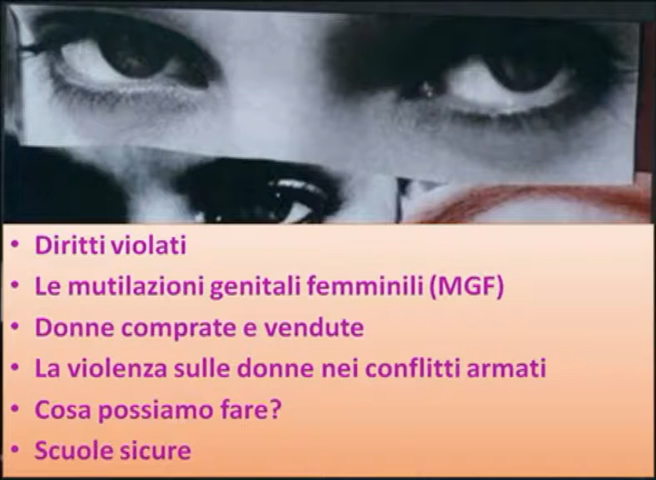 • Diritti violati
• Le mutilazioni genitali femminili (MGF)
• Donne comprate e vendute
• La violenza sulle donne nei conflitti armati
• Cosa possiamo fare?
• Scuole sicure